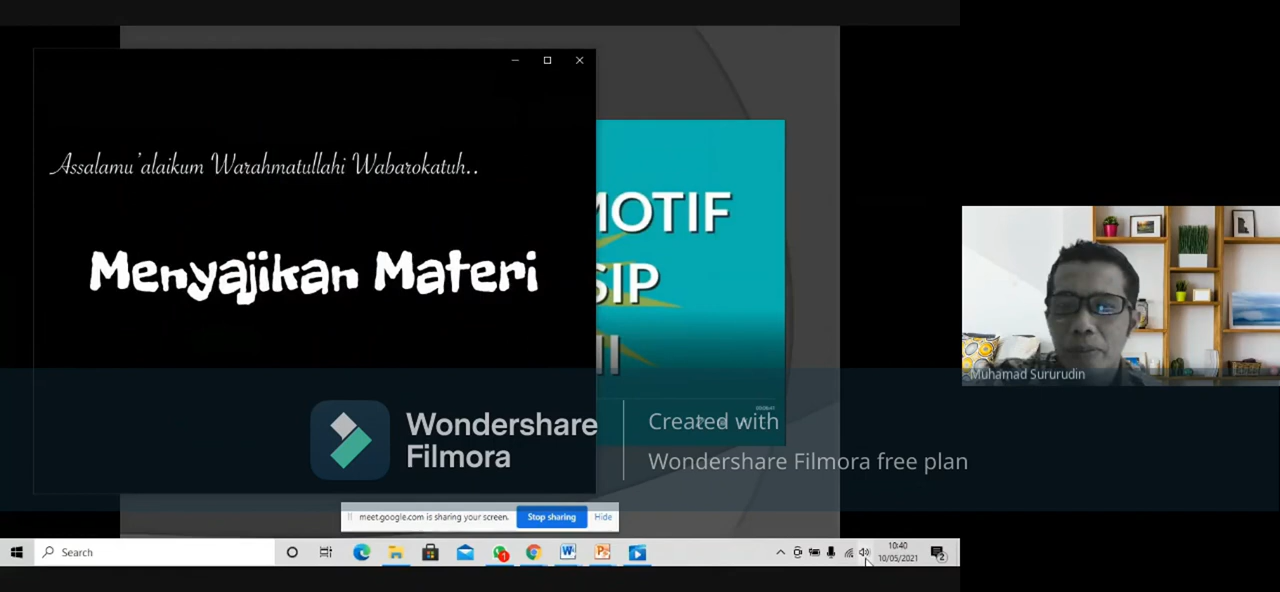 Assalamu'alaikum Warahmatullahi Wabarokatuh..
Menyajikan Materi
MOTIF
SIP
Muhamad Sururudin
Wondershare
Filmora
Created with
Wondershare Filmora free plan
meet.google.com is sharing your screen.
Stop sharing
Hide
Search
10:40
10/05/2021
2